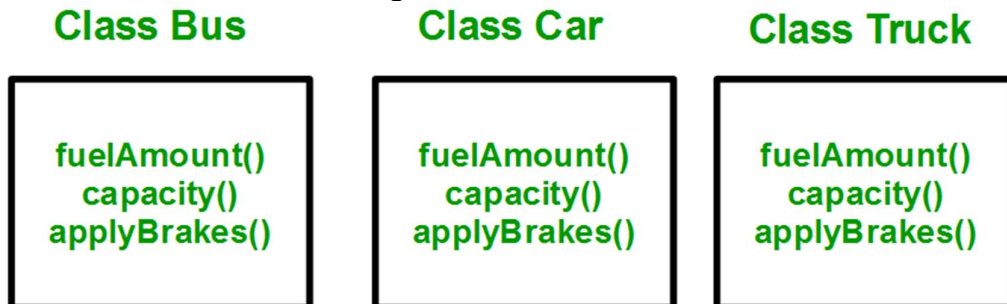 Class Bus
fuelAmount()
capacity()
applyBrakes()
Class Car
fuelAmount()
capacity()
applyBrakes()
Class Truck
fuelAmount()
capacity()
applyBrakes()